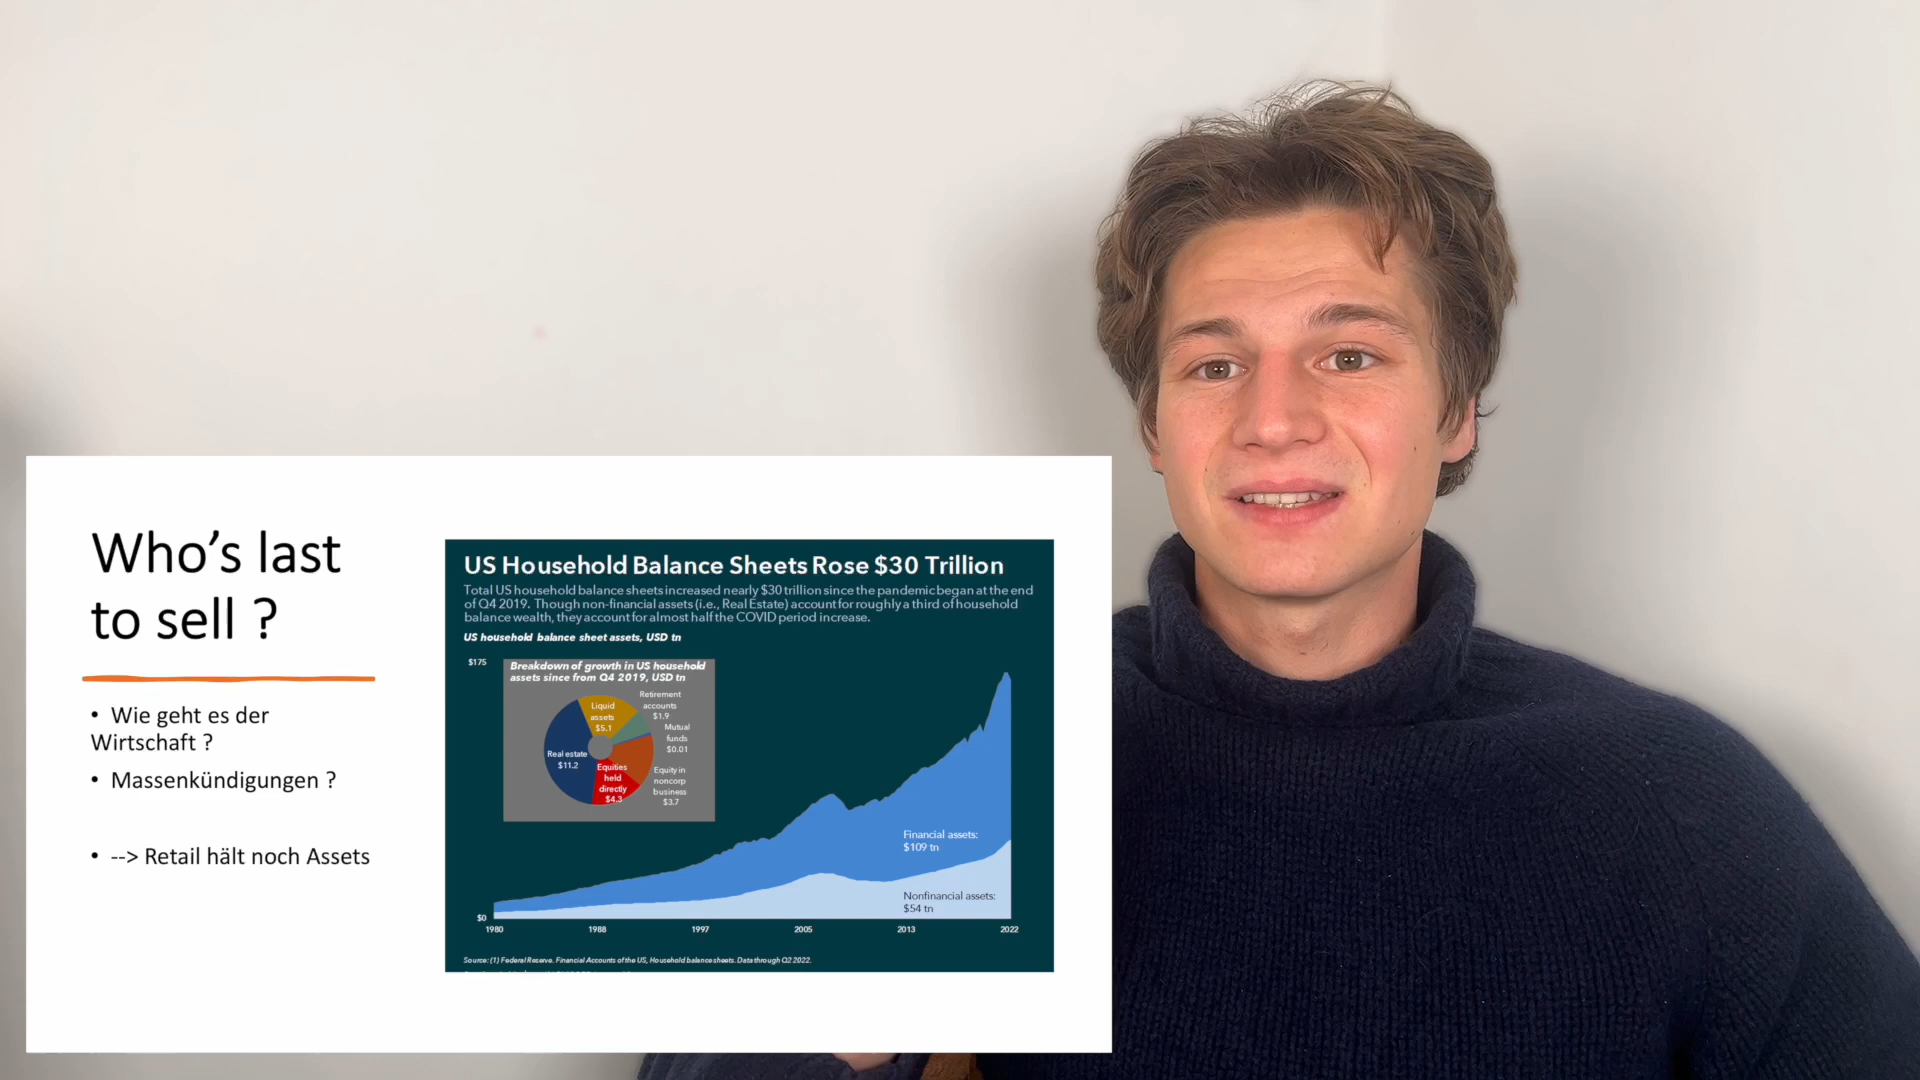 Who’s last
to sell ?
• Wie geht es der
Wirtschaft ?
• Massenkündigungen ?
• --> Retail hält noch Assets
US Household Balance Sheets Rose $30 Trillion
Total US household balance sheets increased nearly $30 trillion since the pandemic began at the end
of Q4 2019. Though non-financial assets (i.e., Real Estate) account for roughly a third of household
balance wealth, they account for almost half the COVID period increase.
US household balance sheet assets, USD tn
$175
Breakdown of growth in US household
assets since from Q4 2019, USD tn
Retirement
accounts
$1.9
Liquid
assets
$5.1
Mutual
funds
$0.01
Real estate
$11.2
Equities
held
directly
$4.3
Equity in
noncorp
business
$3.7
Financial assets:
$109 tn
Nonfinancial assets:
$54 tn
$0
1980
1988
1997
2005
2013
2022
Source: (1) Federal Reserve. Financial Accounts of the US, Household balance sheets. Data through Q2 2022.